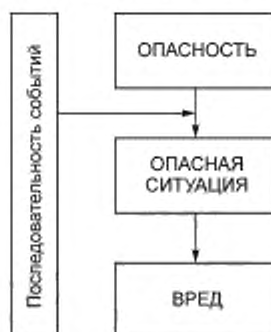 Последовательность событий
ОПАСНОСТЬ
ОПАСНАЯ
СИТУАЦИЯ
ВРЕД